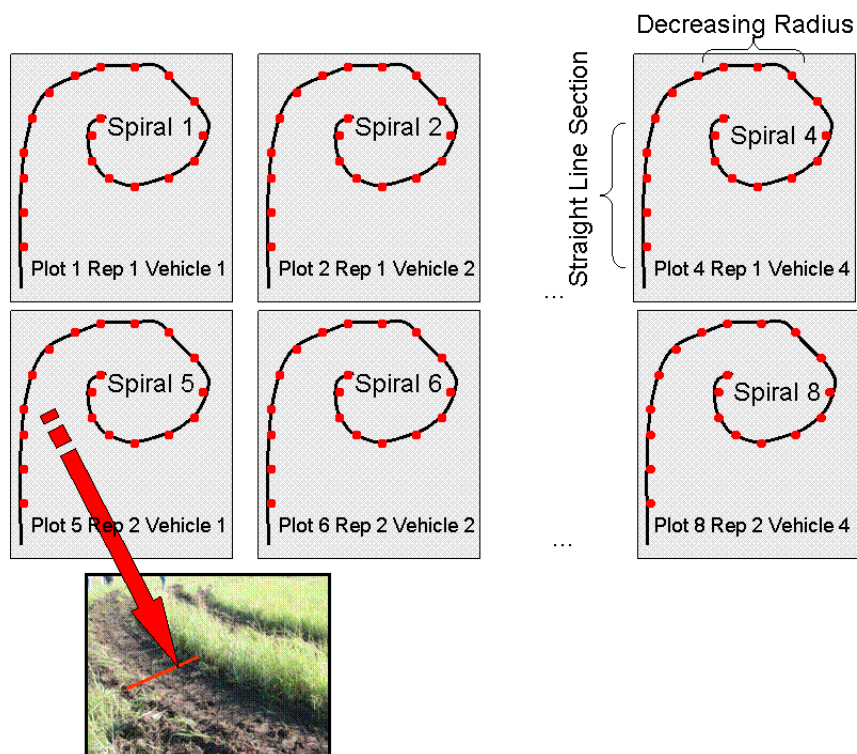 Decreasing Radius
Straight Line Section
Spiral 1
Spiral 2
Spiral 4
Plot 1 Rep 1 Vehicle 1
Plot 2 Rep 1 Vehicle 2
...
Plot 4 Rep 1 Vehicle 4
Spiral 5
Spiral 6
Spiral 8
Plot 5 Rep 2 Vehicle 1
Plot 6 Rep 2 Vehicle 2
...
Plot 8 Rep 2 Vehicle 4